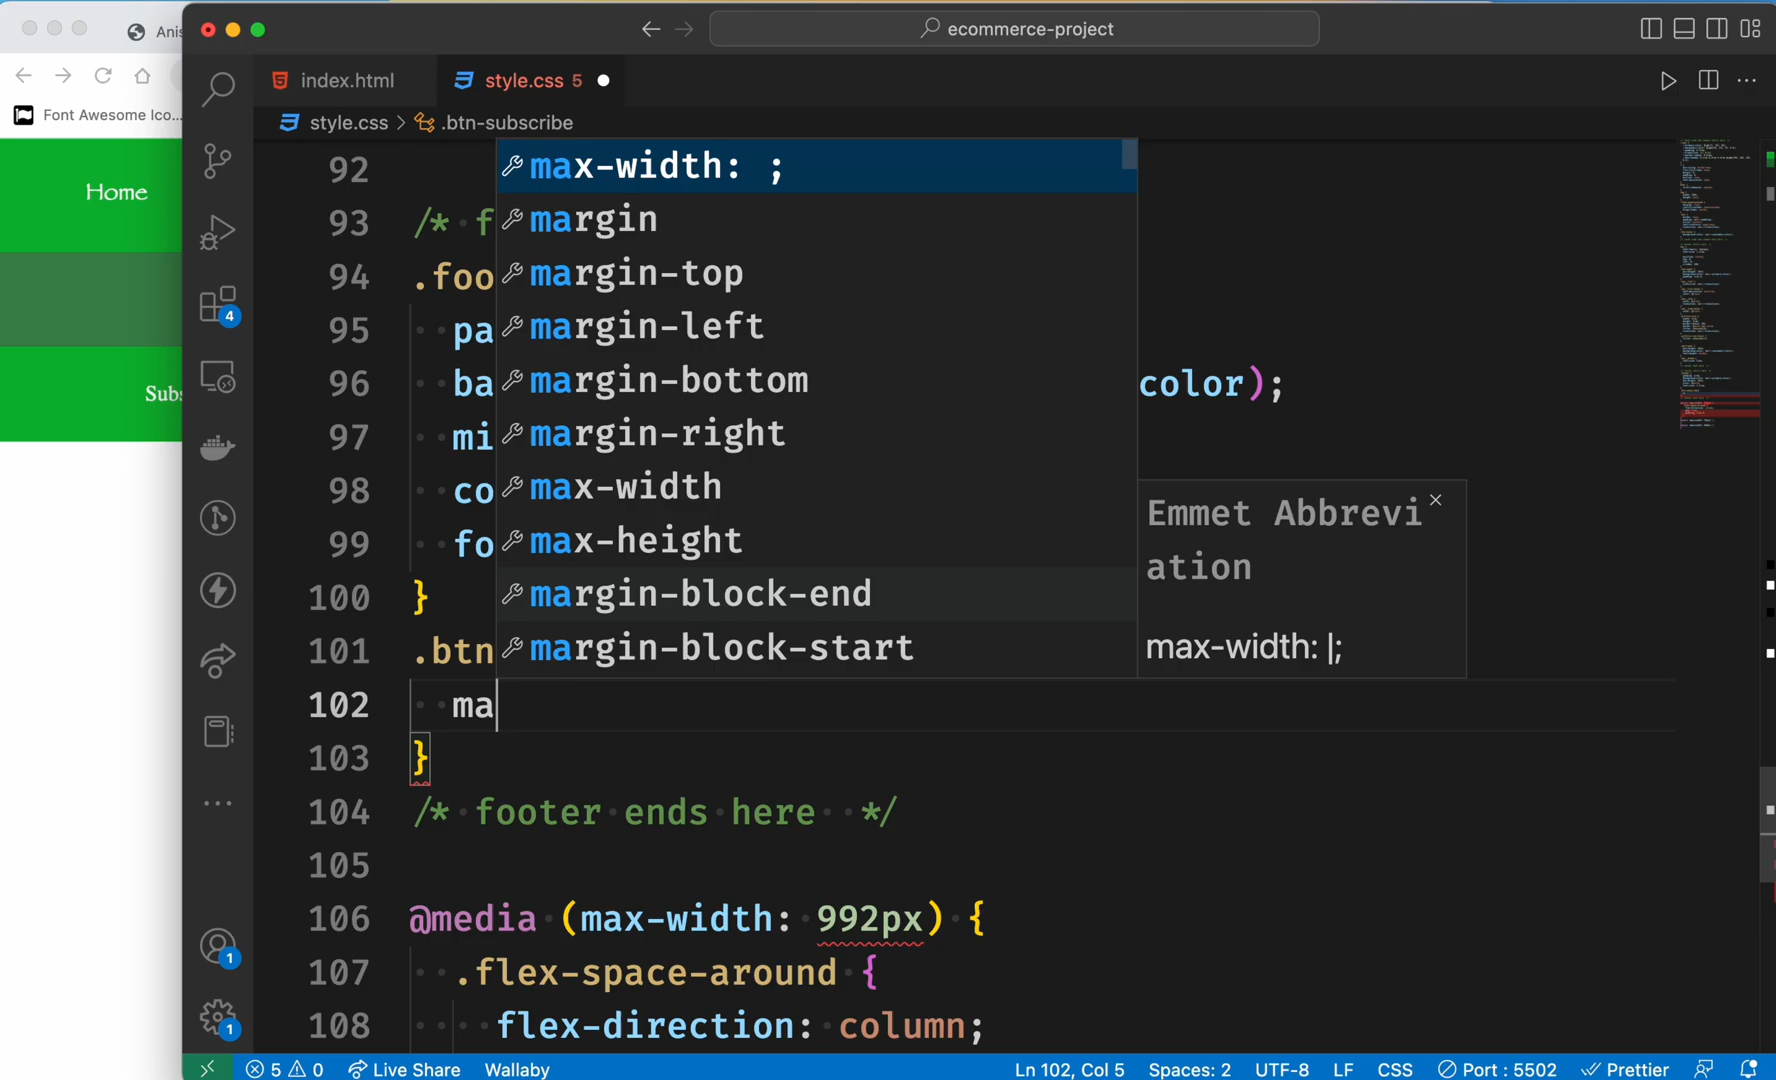 Anis
ecommerce-project
index.html
style.css 5
Font Awesome Ico...
style.css > .btn-subscribe
Home
Subs
92
93 /* f
94 .foo
95 pa
96 ba color);
97 mi
98 co
99 fo
100 }
101 .btn
102 ma
103 }
104 /* footer ends here */
105
106 @media (max-width: 992px) {
107 .flex-space-around {
108 flex-direction: column;
max-width: ;
margin
margin-top
margin-left
margin-bottom
margin-right
max-width
max-height
margin-block-end
margin-block-start
Emmet Abbrevi
ation
max-width: |;
4
1
1
5 0 Live Share Wallaby Ln 102, Col 5 Spaces: 2 UTF-8 LF CSS Port : 5502 Prettier